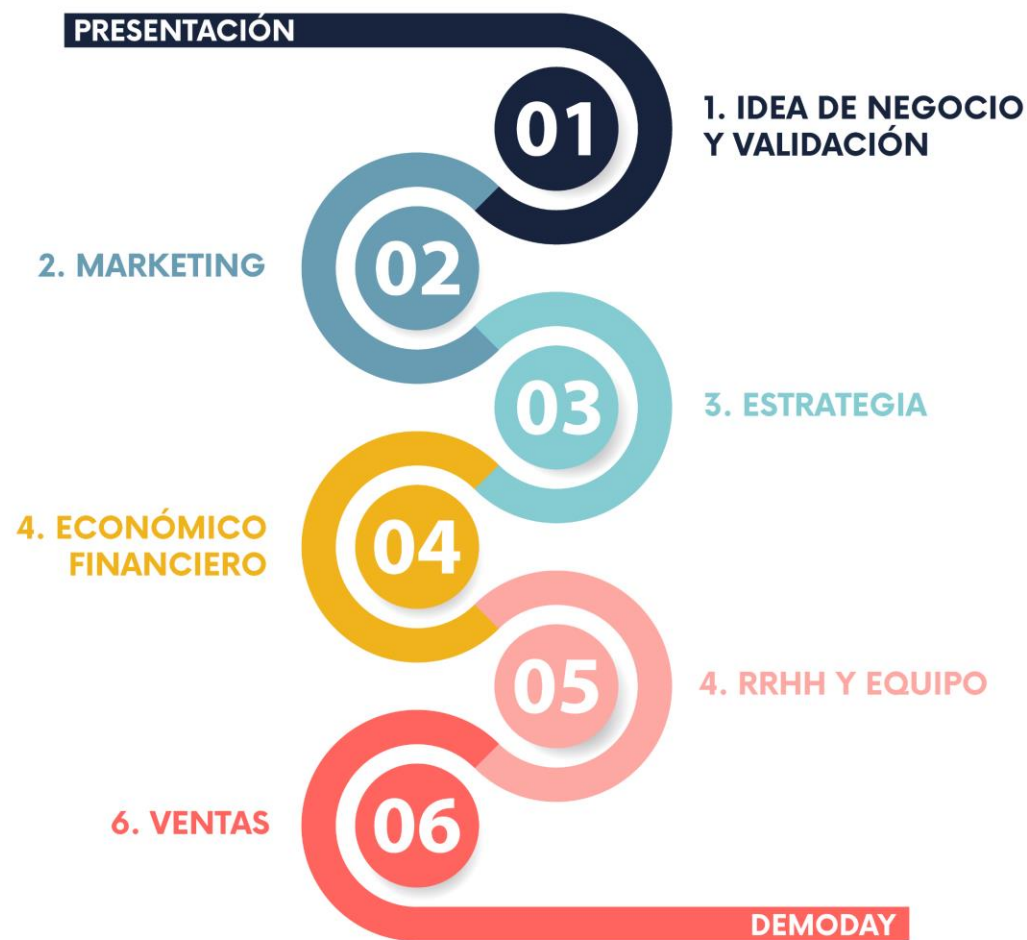 PRESENTACIÓN
01
1. IDEA DE NEGOCIO
Y VALIDACIÓN
2. MARKETING
02
03
3. ESTRATEGIA
4. ECONÓMICO
FINANCIERO
04
05
4. RRHH Y EQUIPO
6. VENTAS
06
DEMODAY